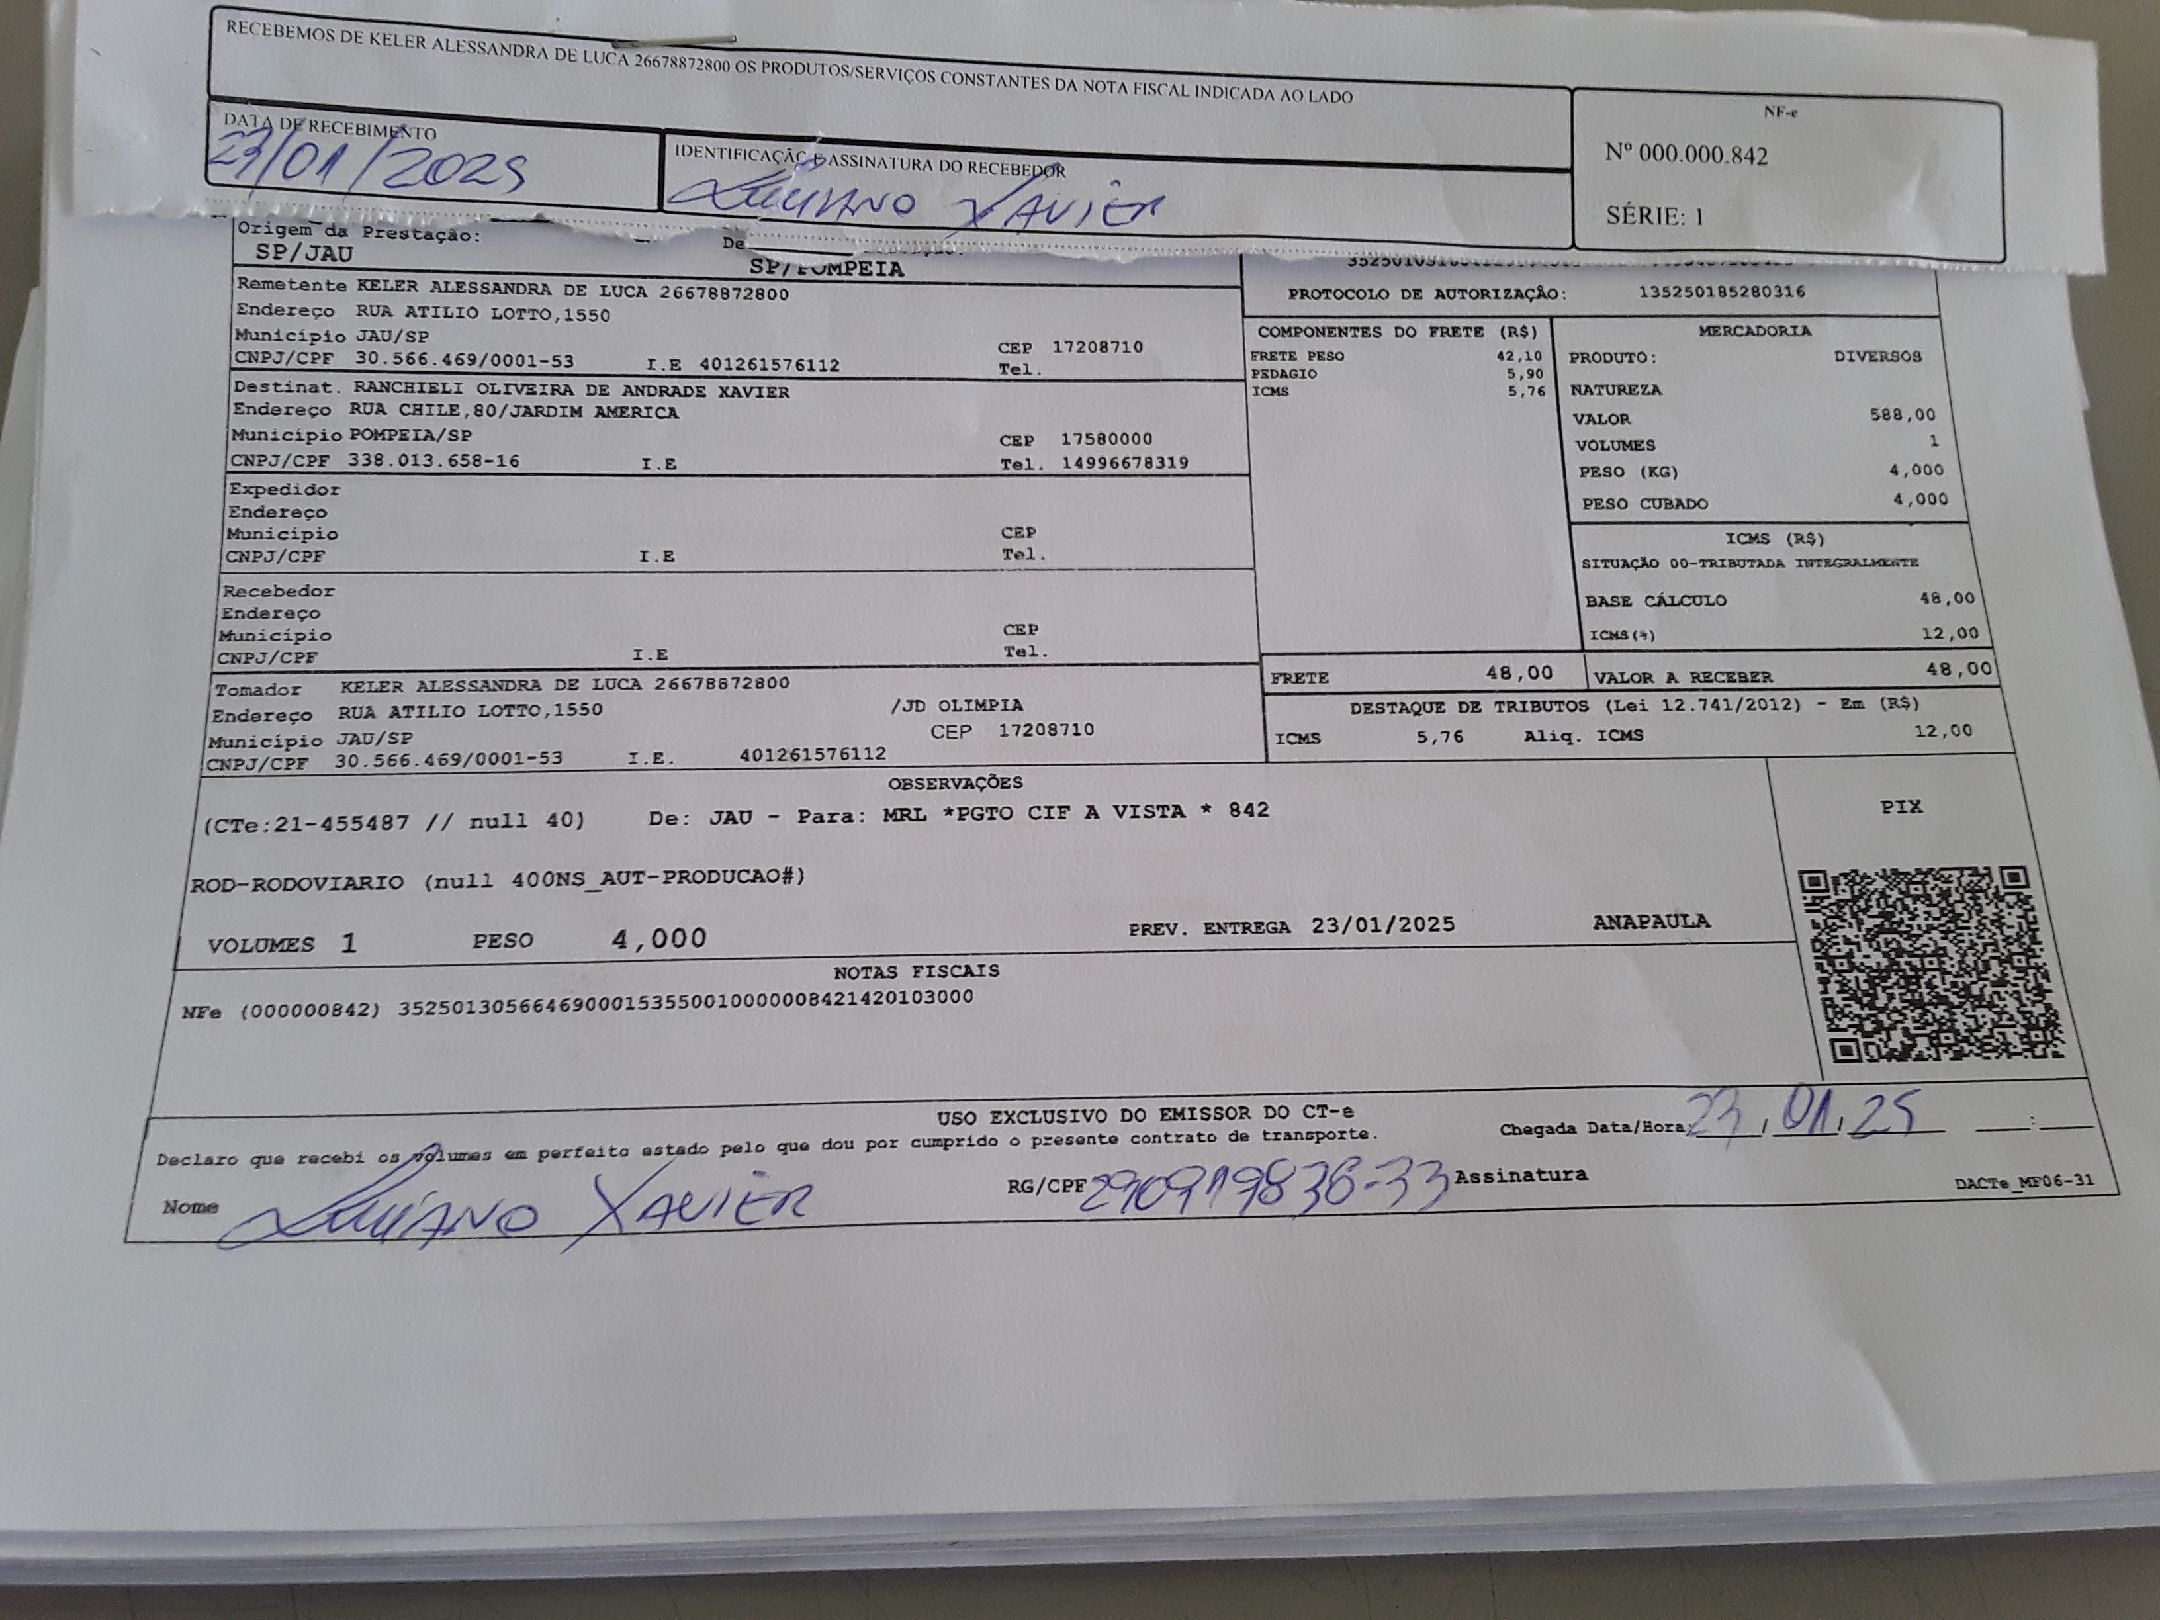 RECEBEMOS DE KELER ALESSANDRA DE LUCA 26678872800 OS PRODUTOS/SERVIÇOS CONSTANTES DA NOTA FISCAL INDICADA AO LADO
NF-e
Nº 000.000.842
SÉRIE: 1
DATA DE RECEBIMENTO
23/01/2025
IDENTIFICAÇÃO E ASSINATURA DO RECEBEDOR
LUCIANO XAVIER
Origem da Prestação:
SP/JAU
SP/POMPEIA
PROTOCOLO DE AUTORIZAÇÃO: 135250185280316
Remetente KELER ALESSANDRA DE LUCA 26678872800
Endereço RUA ATILIO LOTTO,1550
Município JAU/SP CEP 17208710
CNPJ/CPF 30.566.469/0001-53 I.E 401261576112 Tel.
Destinat. RANCHIELI OLIVEIRA DE ANDRADE XAVIER
Endereço RUA CHILE,80/JARDIM AMERICA
Município POMPEIA/SP CEP 17580000
CNPJ/CPF 338.013.658-16 I.E Tel. 14996678319
Expedidor
Endereço
Município CEP
CNPJ/CPF I.E Tel.
Recebedor
Endereço
Município CEP
CNPJ/CPF I.E Tel.
Tomador KELER ALESSANDRA DE LUCA 26678872800
Endereço RUA ATILIO LOTTO,1550 /JD OLIMPIA
Município JAU/SP CEP 17208710
CNPJ/CPF 30.566.469/0001-53 I.E. 401261576112
COMPONENTES DO FRETE (R$)
FRETE PESO 42,10
PEDAGIO 5,90
ICMS 5,76
MERCADORIA
PRODUTO: DIVERSOS
NATUREZA
VALOR 588,00
VOLUMES 1
PESO (KG) 4,000
PESO CUBADO 4,000
ICMS (R$)
SITUAÇÃO 00-TRIBUTADA INTEGRALMENTE
BASE CÁLCULO 48,00
ICMS(%) 12,00
FRETE 48,00 VALOR A RECEBER 48,00
DESTAQUE DE TRIBUTOS (Lei 12.741/2012) - Em (R$)
ICMS 5,76 Aliq. ICMS 12,00
OBSERVAÇÕES
(CTe:21-455487 // null 40) De: JAU - Para: MRL *PGTO CIF A VISTA * 842
ROD-RODOVIARIO (null 400NS_AUT-PRODUCAO#)
VOLUMES 1 PESO 4,000 PREV. ENTREGA 23/01/2025 ANAPAULA
PIX
NOTAS FISCAIS
NFe (000000842) 35250130566469000153550010000008421420103000
USO EXCLUSIVO DO EMISSOR DO CT-e
Declaro que recebi os volumes em perfeito estado pelo que dou por cumprido o presente contrato de transporte.
Chegada Data/Hora: 23,01,25 :
Nome LUCIANO XAVIER RG/CPF 290919836-33 Assinatura
DACTe_MF06-31